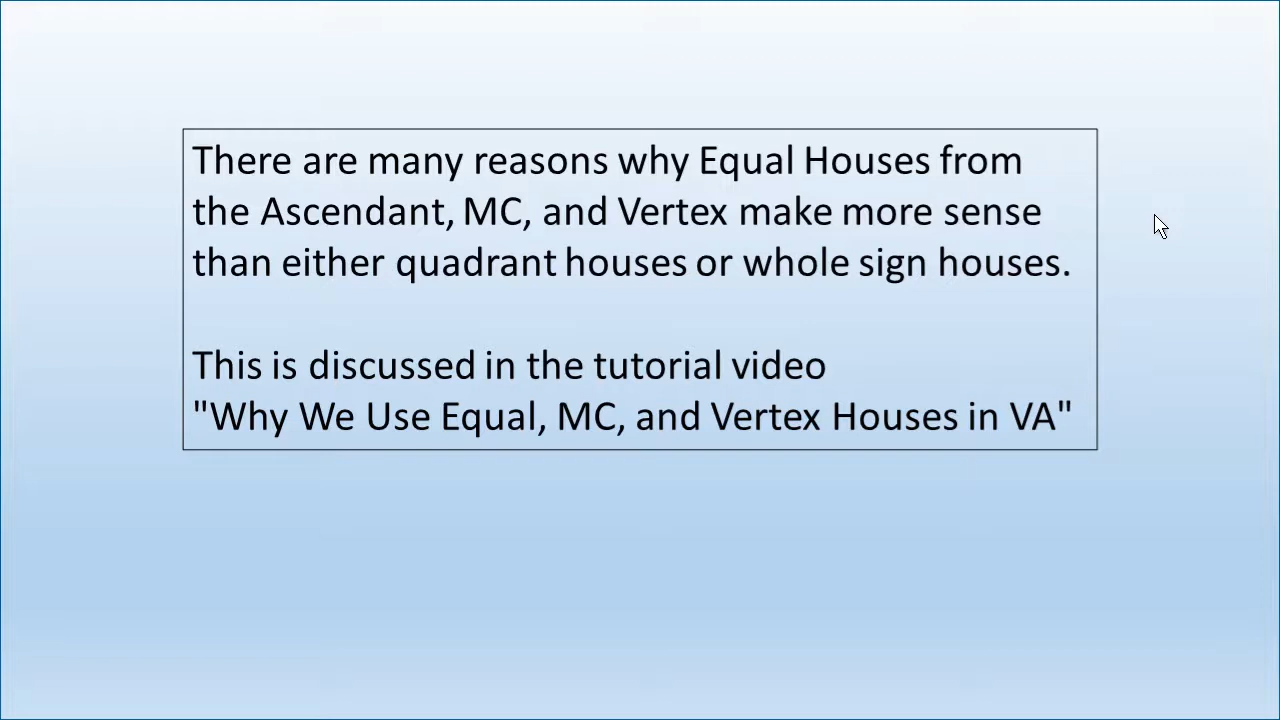 There are many reasons why Equal Houses from
the Ascendant, MC, and Vertex make more sense
than either quadrant houses or whole sign houses.
This is discussed in the tutorial video
"Why We Use Equal, MC, and Vertex Houses in VA"